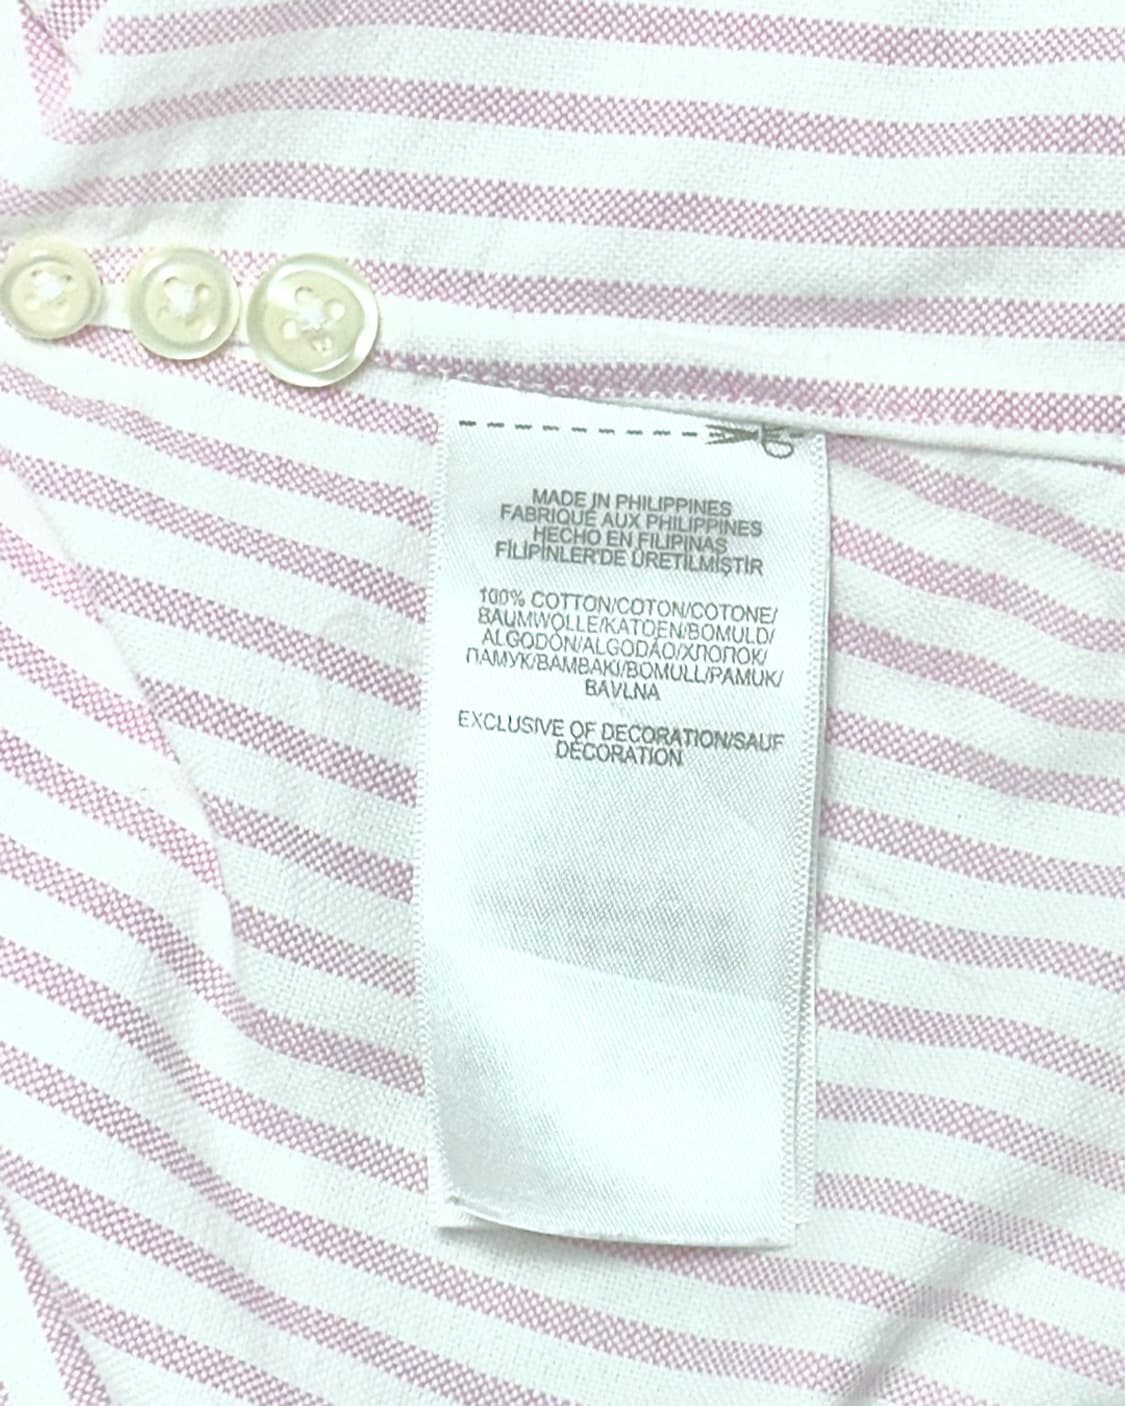 MADE IN PHILIPPINES
FABRIQUÉ AUX PHILIPPINES
HECHO EN FILIPINAS
FİLİPİNLER'DE ÜRETİLMİŞTİR
100% COTTON/COTON/COTONE/
BAUMWOLLE/KATOEN/BOMULD/
ALGODÓN/ALGODÃO/ХЛОПОК/
ПАМУК/BAMBAKI/BOMULL/PAMUK/
BAVLNA
EXCLUSIVE OF DECORATION/SAUF
DÉCORATION